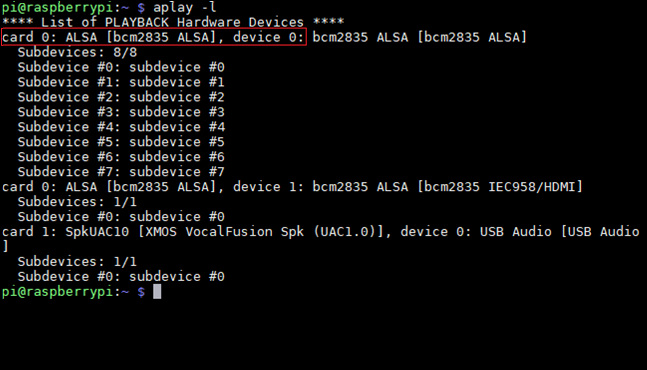 pi@raspberrypi:~ $ aplay -l
**** List of PLAYBACK Hardware Devices ****
card 0: ALSA [bcm2835 ALSA], device 0: bcm2835 ALSA [bcm2835 ALSA]
  Subdevices: 8/8
  Subdevice #0: subdevice #0
  Subdevice #1: subdevice #1
  Subdevice #2: subdevice #2
  Subdevice #3: subdevice #3
  Subdevice #4: subdevice #4
  Subdevice #5: subdevice #5
  Subdevice #6: subdevice #6
  Subdevice #7: subdevice #7
card 0: ALSA [bcm2835 ALSA], device 1: bcm2835 ALSA [bcm2835 IEC958/HDMI]
  Subdevices: 1/1
  Subdevice #0: subdevice #0
card 1: SpkUAC10 [XMOS VocalFusion Spk (UAC1.0)], device 0: USB Audio [USB Audio
]
  Subdevices: 1/1
  Subdevice #0: subdevice #0
pi@raspberrypi:~ $